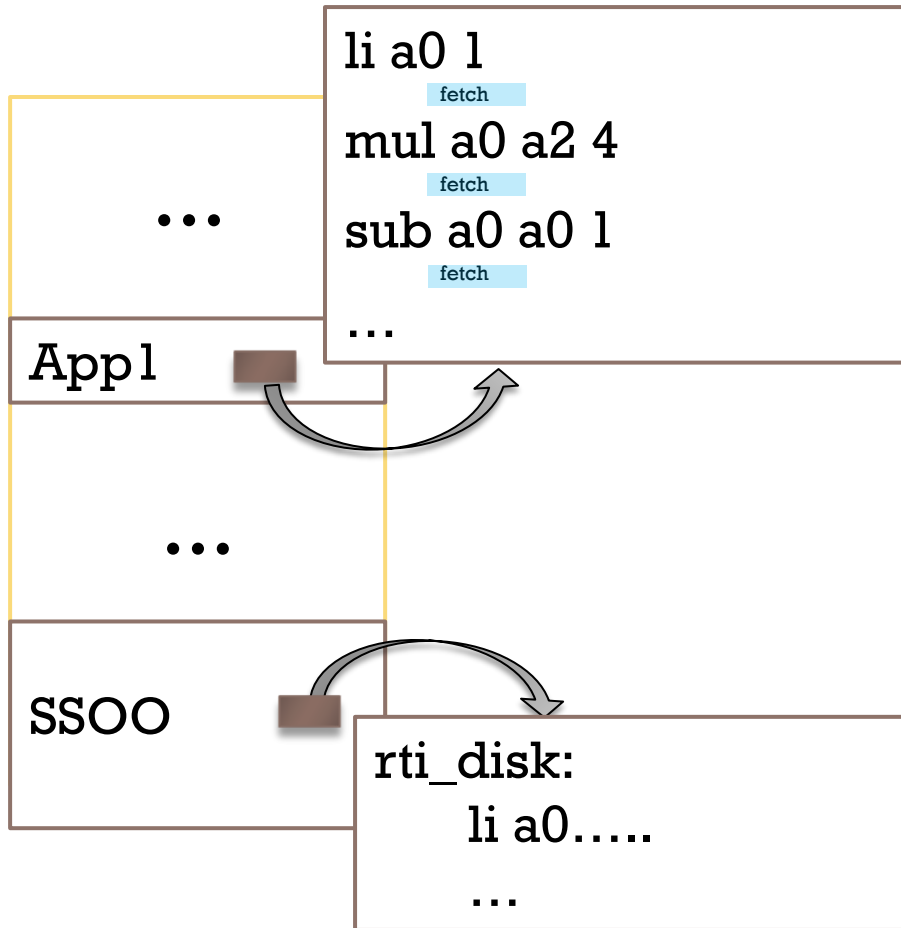 li a0 1
fetch
mul a0 a2 4
fetch
sub a0 a0 1
fetch
…
…
App1
…
SSOO
rti_disk:
li a0…..
…